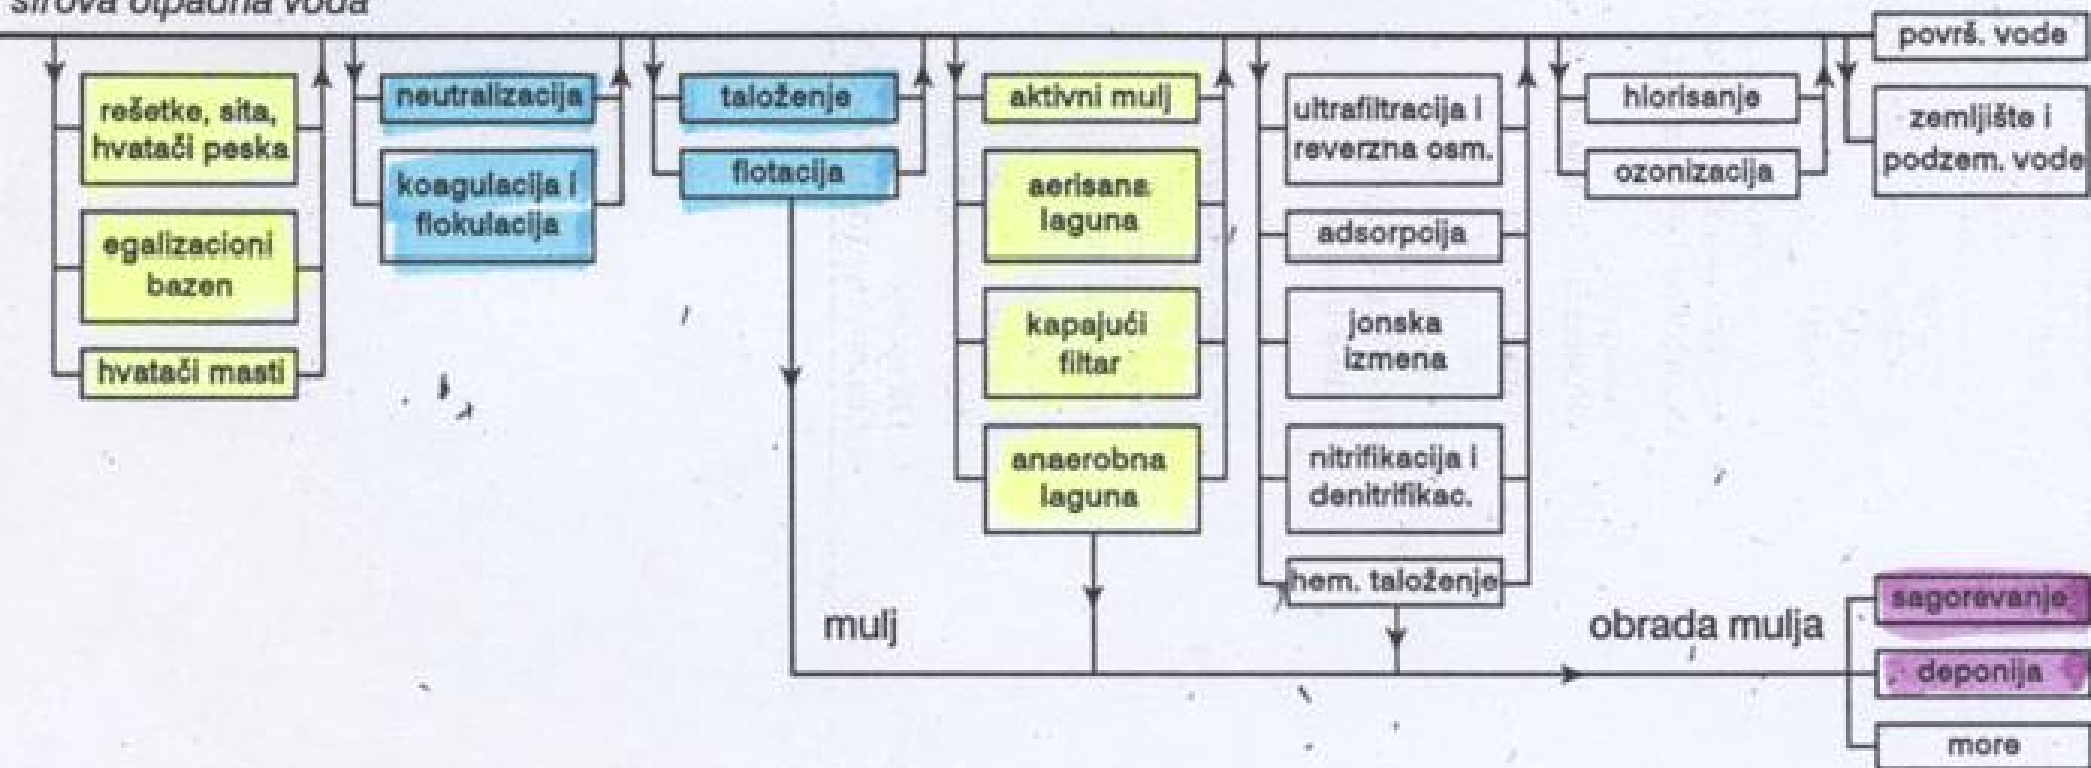 sirova otpadna voda
rešetke, sita,
hvatači peska
egalizacioni
bazen
hvatači masti
neutralizacija
koagulacija i
flokulacija
taloženje
flotacija
aktivni mulj
aerisana
laguna
kapajući
filtar
anaerobna
laguna
ultrafiltracija i
reverzna osm.
adsorpcija
jonska
izmena
nitrifikacija i
denitrifikac.
hem. taloženje
hlorisanje
ozonizacija
površ. vode
zemljište i
podzem. vode
mulj
obrada mulja
sagorevanje
deponija
more